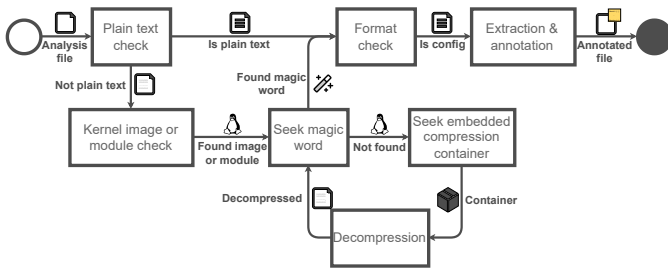 Analysis
file
Plain text
check
Is plain text
Format
check
Is config
Extraction &
annotation
Annotated
file
Not plain text
Found magic
word
Kernel image or
module check
Found image
or module
Seek magic
word
Not found
Seek embedded
compression
container
Decompressed
Container
Decompression